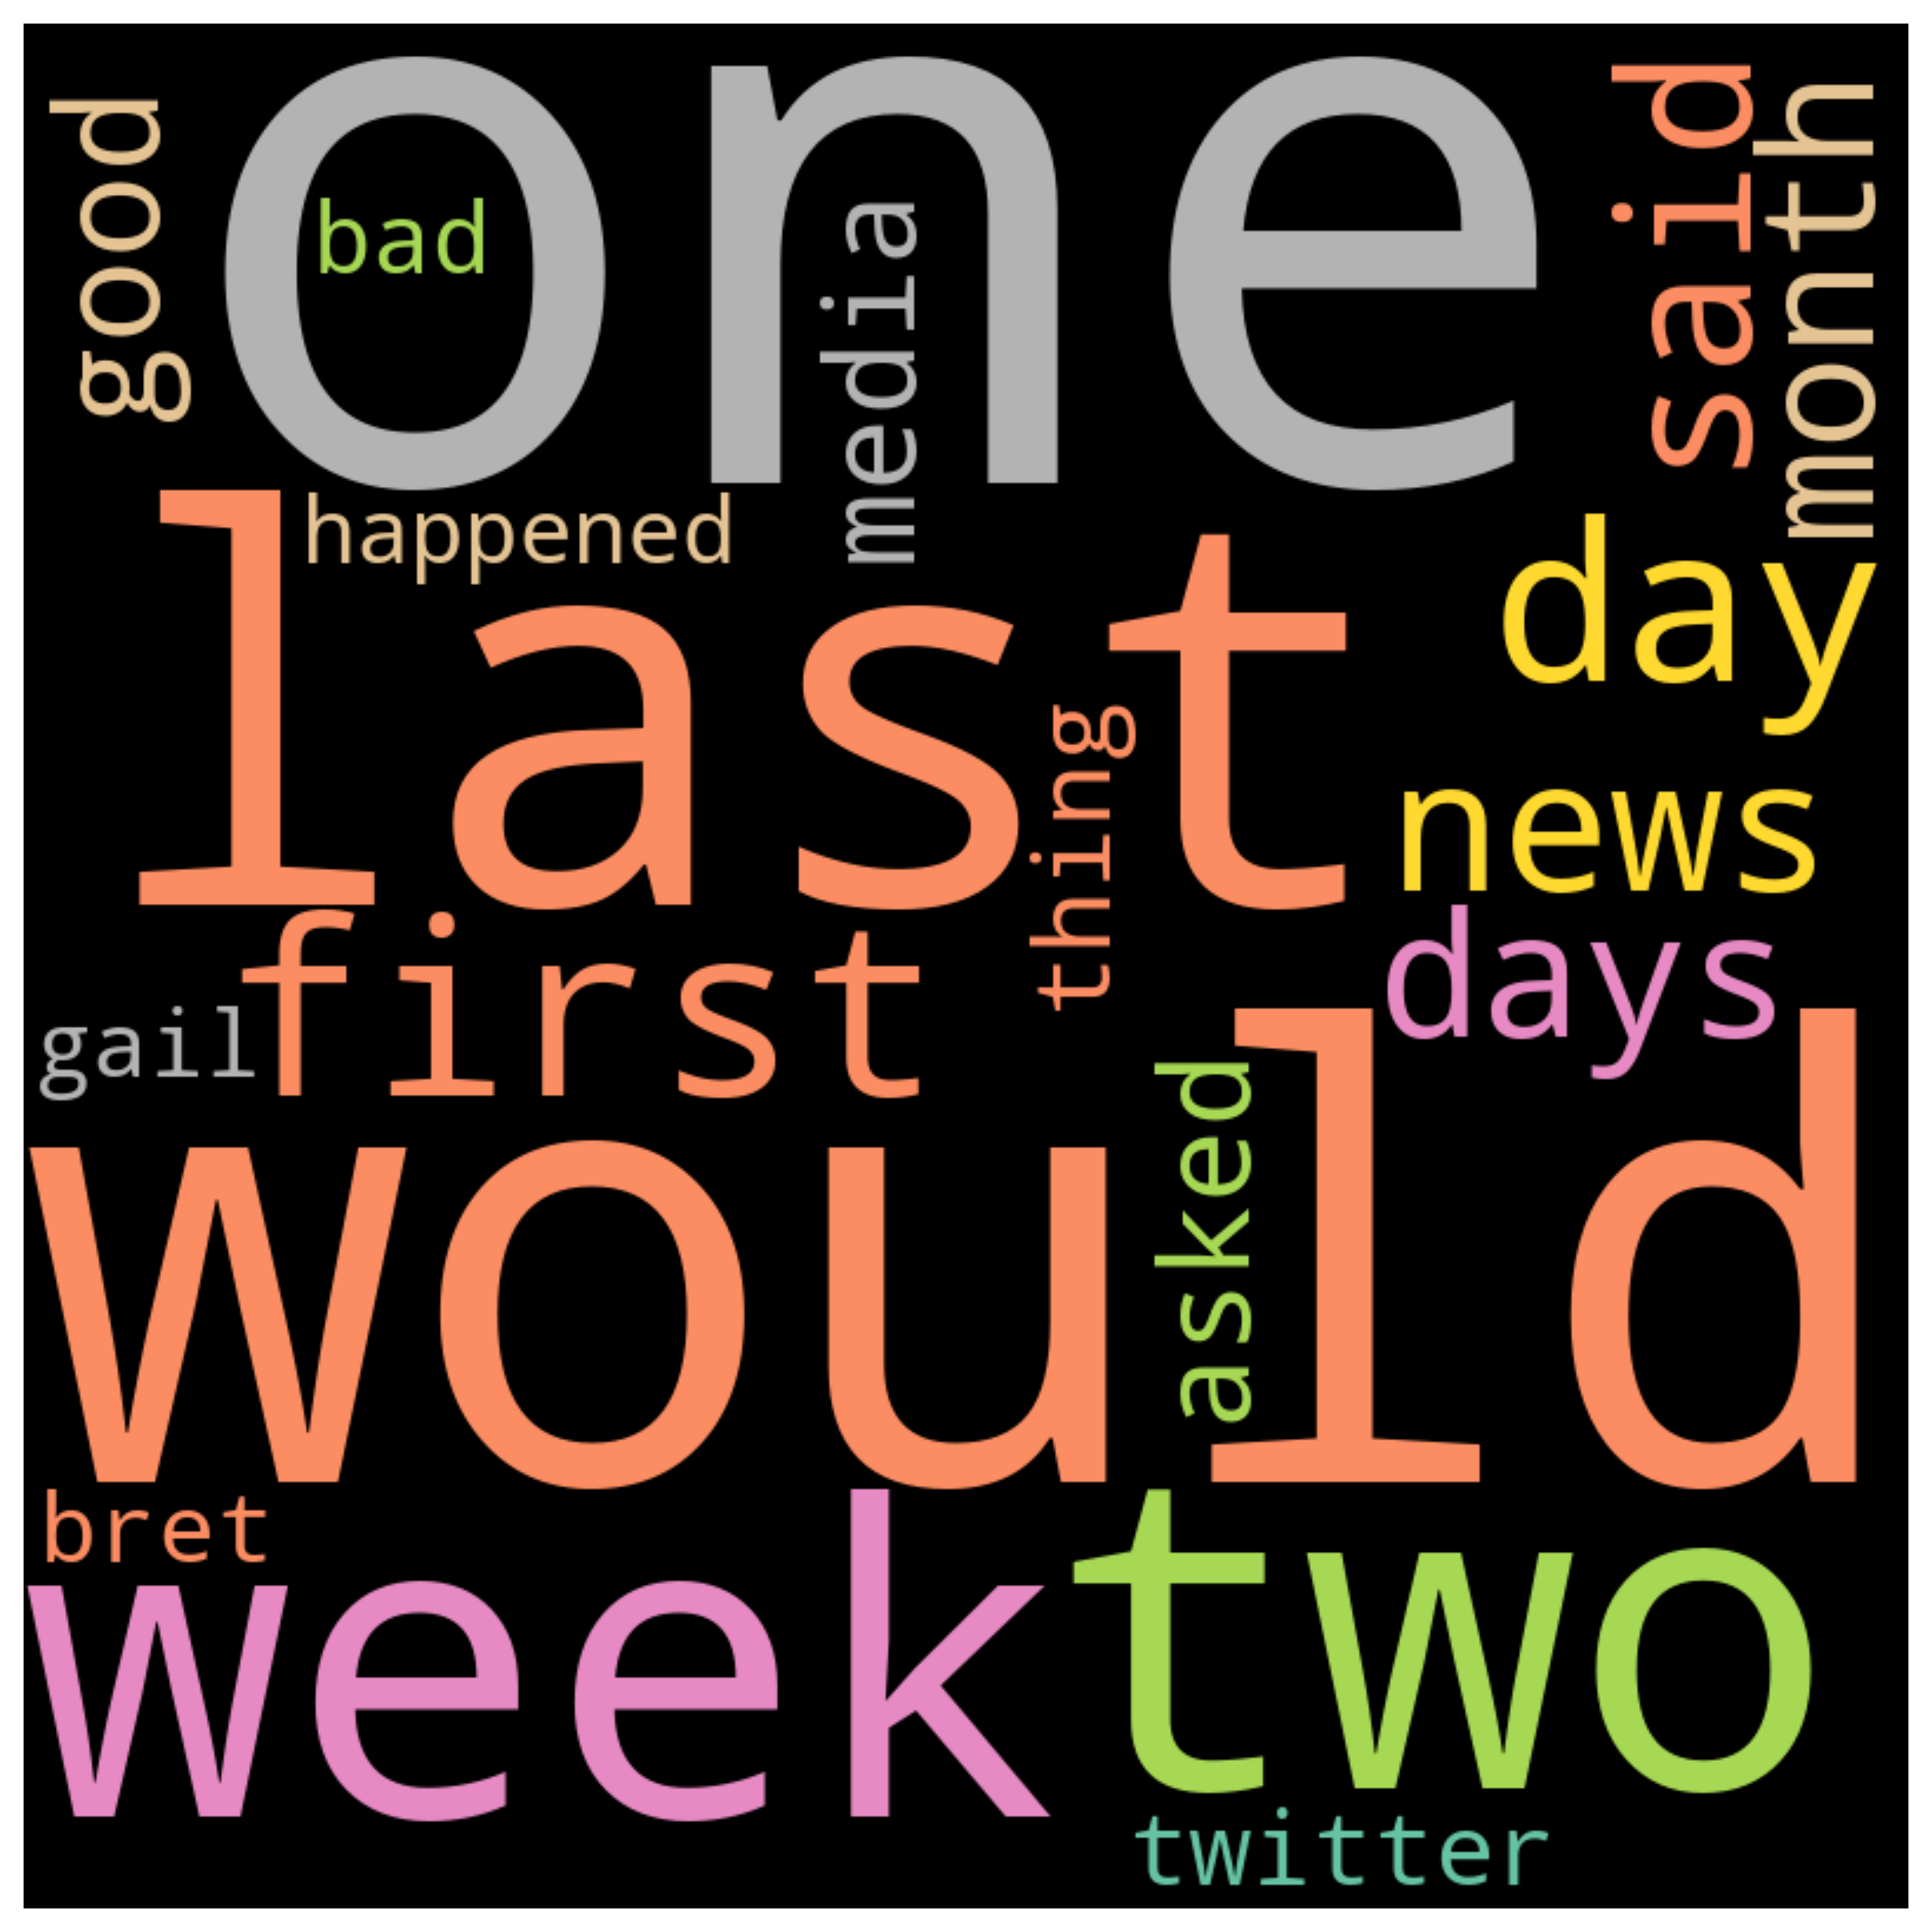 one
good
bad
media
said
month
happened
last
day
thing
news
days
first
gail
would
asked
bret
week
two
twitter